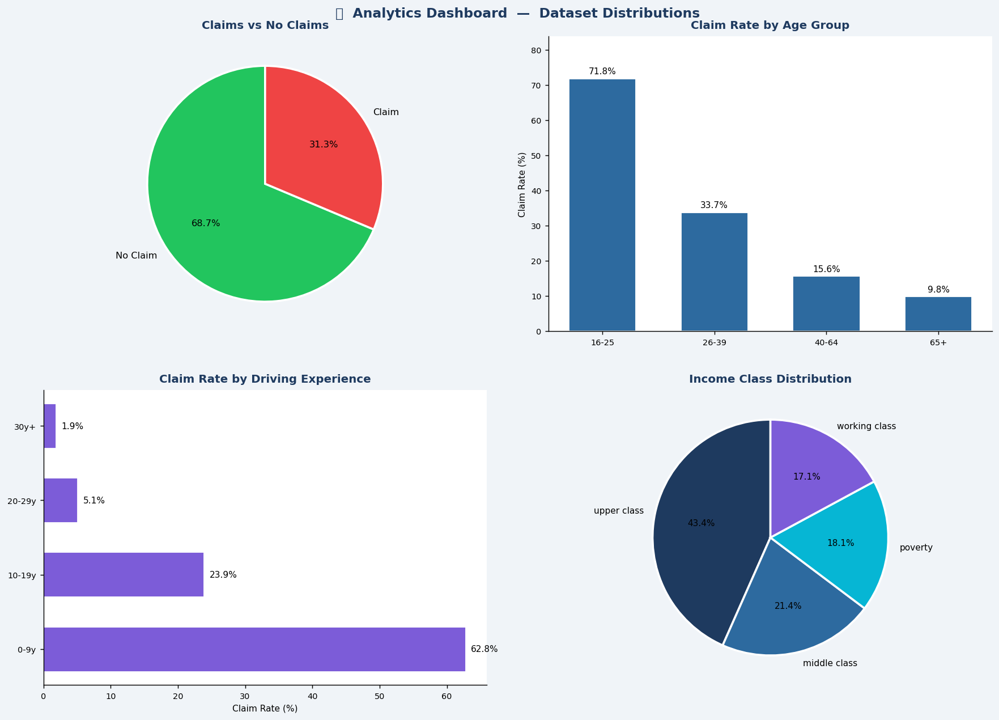 Analytics Dashboard — Dataset Distributions
Claims vs No Claims
Claim
31.3%
68.7%
No Claim
Claim Rate by Age Group
Claim Rate (%)
80
70
60
50
40
30
20
10
0
71.8%
33.7%
15.6%
9.8%
16-25
26-39
40-64
65+
Claim Rate by Driving Experience
30y+
1.9%
20-29y
5.1%
10-19y
23.9%
0-9y
62.8%
0
10
20
30
40
50
60
Claim Rate (%)
Income Class Distribution
working class
17.1%
upper class
43.4%
18.1%
poverty
21.4%
middle class